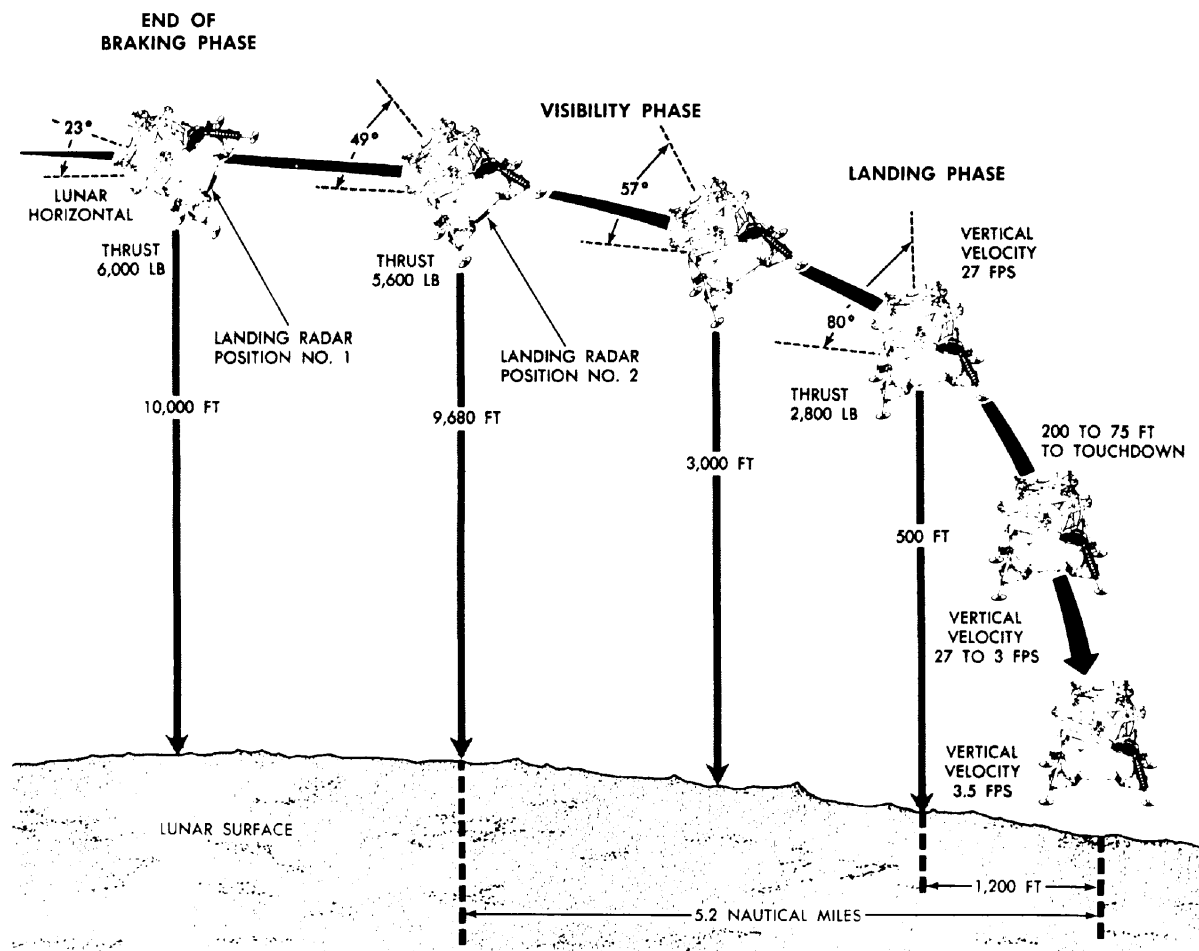 END OF
BRAKING PHASE
23°
LUNAR
HORIZONTAL
THRUST
6,000 LB
LANDING RADAR
POSITION NO. 1
10,000 FT
49°
THRUST
5,600 LB
LANDING RADAR
POSITION NO. 2
9,680 FT
VISIBILITY PHASE
57°
3,000 FT
LANDING PHASE
VERTICAL
VELOCITY
27 FPS
80°
THRUST
2,800 LB
500 FT
200 TO 75 FT
TO TOUCHDOWN
VERTICAL
VELOCITY
27 TO 3 FPS
VERTICAL
VELOCITY
3.5 FPS
LUNAR SURFACE
1,200 FT
5.2 NAUTICAL MILES